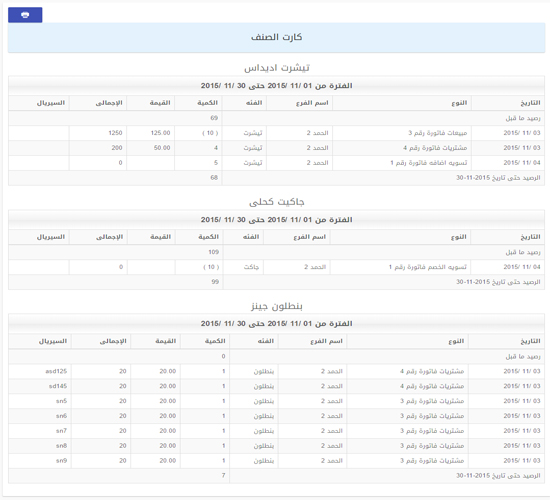 كارت الصنف
تيشرت اديداس
الفترة من 01/ 11/ 2015 حتى 30/ 11/ 2015
التاريخ النوع اسم الفرع الفئه الكمية القيمة الإجمالى السيريال
رصيد ما قبل 69
03 /11 /2015 مبيعات فاتورة رقم 3 الحمد 2 تيشرت ( 10 ) 125.00 1250
03 /11 /2015 مشتريات فاتورة رقم 4 الحمد 2 تيشرت 4 50.00 200
04 /11 /2015 تسويه اضافه فاتورة رقم 1 الحمد 2 تيشرت 5 0
الرصيد حتى تاريخ 2015-11-30 68
جاكيت كحلى
الفترة من 01/ 11/ 2015 حتى 30/ 11/ 2015
التاريخ النوع اسم الفرع الفئه الكمية القيمة الإجمالى السيريال
رصيد ما قبل 109
04 /11 /2015 تسويه الخصم فاتورة رقم 1 الحمد 2 جاكت ( 10 ) 0
الرصيد حتى تاريخ 2015-11-30 99
بنطلون جينز
الفترة من 01/ 11/ 2015 حتى 30/ 11/ 2015
التاريخ النوع اسم الفرع الفئه الكمية القيمة الإجمالى السيريال
رصيد ما قبل 0
03 /11 /2015 مشتريات فاتورة رقم 4 الحمد 2 بنطلون 1 20.00 20 asd125
03 /11 /2015 مشتريات فاتورة رقم 4 الحمد 2 بنطلون 1 20.00 20 sd145
03 /11 /2015 مشتريات فاتورة رقم 3 الحمد 2 بنطلون 1 20.00 20 sn5
03 /11 /2015 مشتريات فاتورة رقم 3 الحمد 2 بنطلون 1 20.00 20 sn6
03 /11 /2015 مشتريات فاتورة رقم 3 الحمد 2 بنطلون 1 20.00 20 sn7
03 /11 /2015 مشتريات فاتورة رقم 3 الحمد 2 بنطلون 1 20.00 20 sn8
03 /11 /2015 مشتريات فاتورة رقم 3 الحمد 2 بنطلون 1 20.00 20 sn9
الرصيد حتى تاريخ 2015-11-30 7